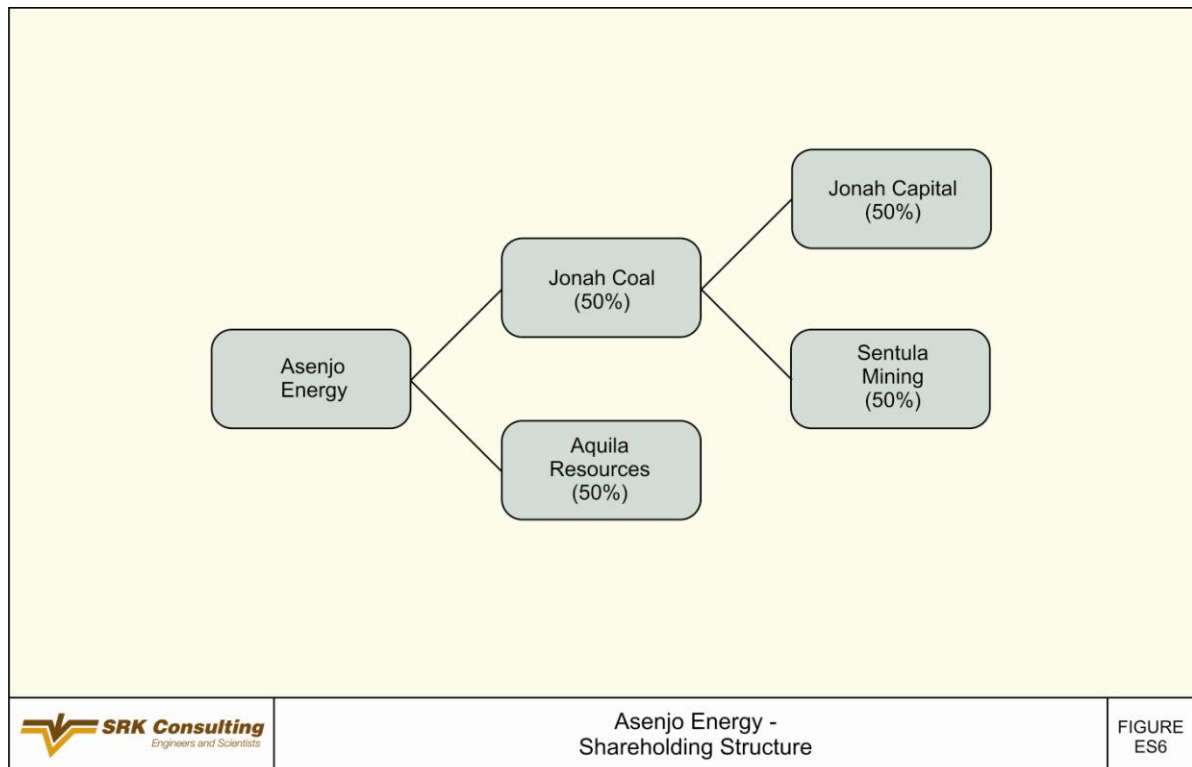 Jonah Capital
(50%)
Jonah Coal
(50%)
Asenjo
Energy
Sentula
Mining
(50%)
Aquila
Resources
(50%)
SRK Consulting
Engineers and Scientists
Asenjo Energy -
Shareholding Structure
FIGURE
ES6